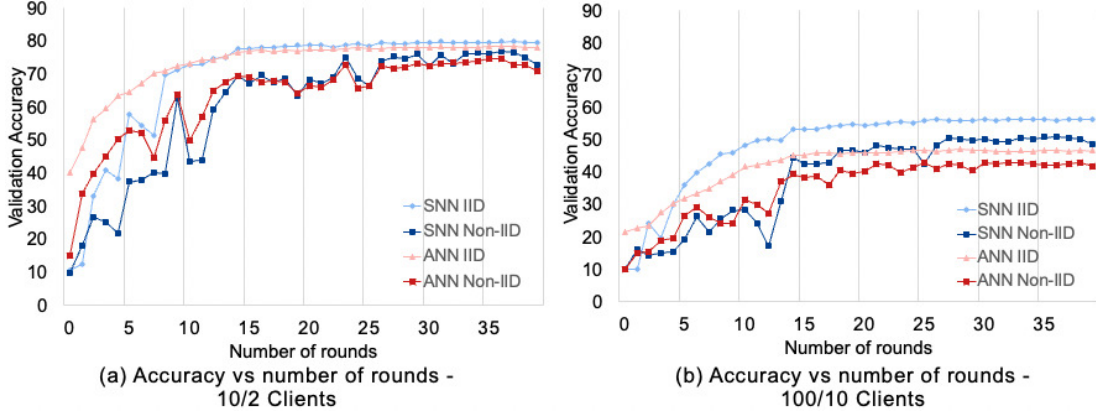 90
80
70
60
50
40
30
20
10
0
Validation Accuracy
SNN IID
SNN Non-IID
ANN IID
ANN Non-IID
0 5 10 15 20 25 30 35
Number of rounds
(a) Accuracy vs number of rounds -
10/2 Clients
90
80
70
60
50
40
30
20
10
0
Validation Accuracy
SNN IID
SNN Non-IID
ANN IID
ANN Non-IID
0 5 10 15 20 25 30 35
Number of rounds
(b) Accuracy vs number of rounds -
100/10 Clients